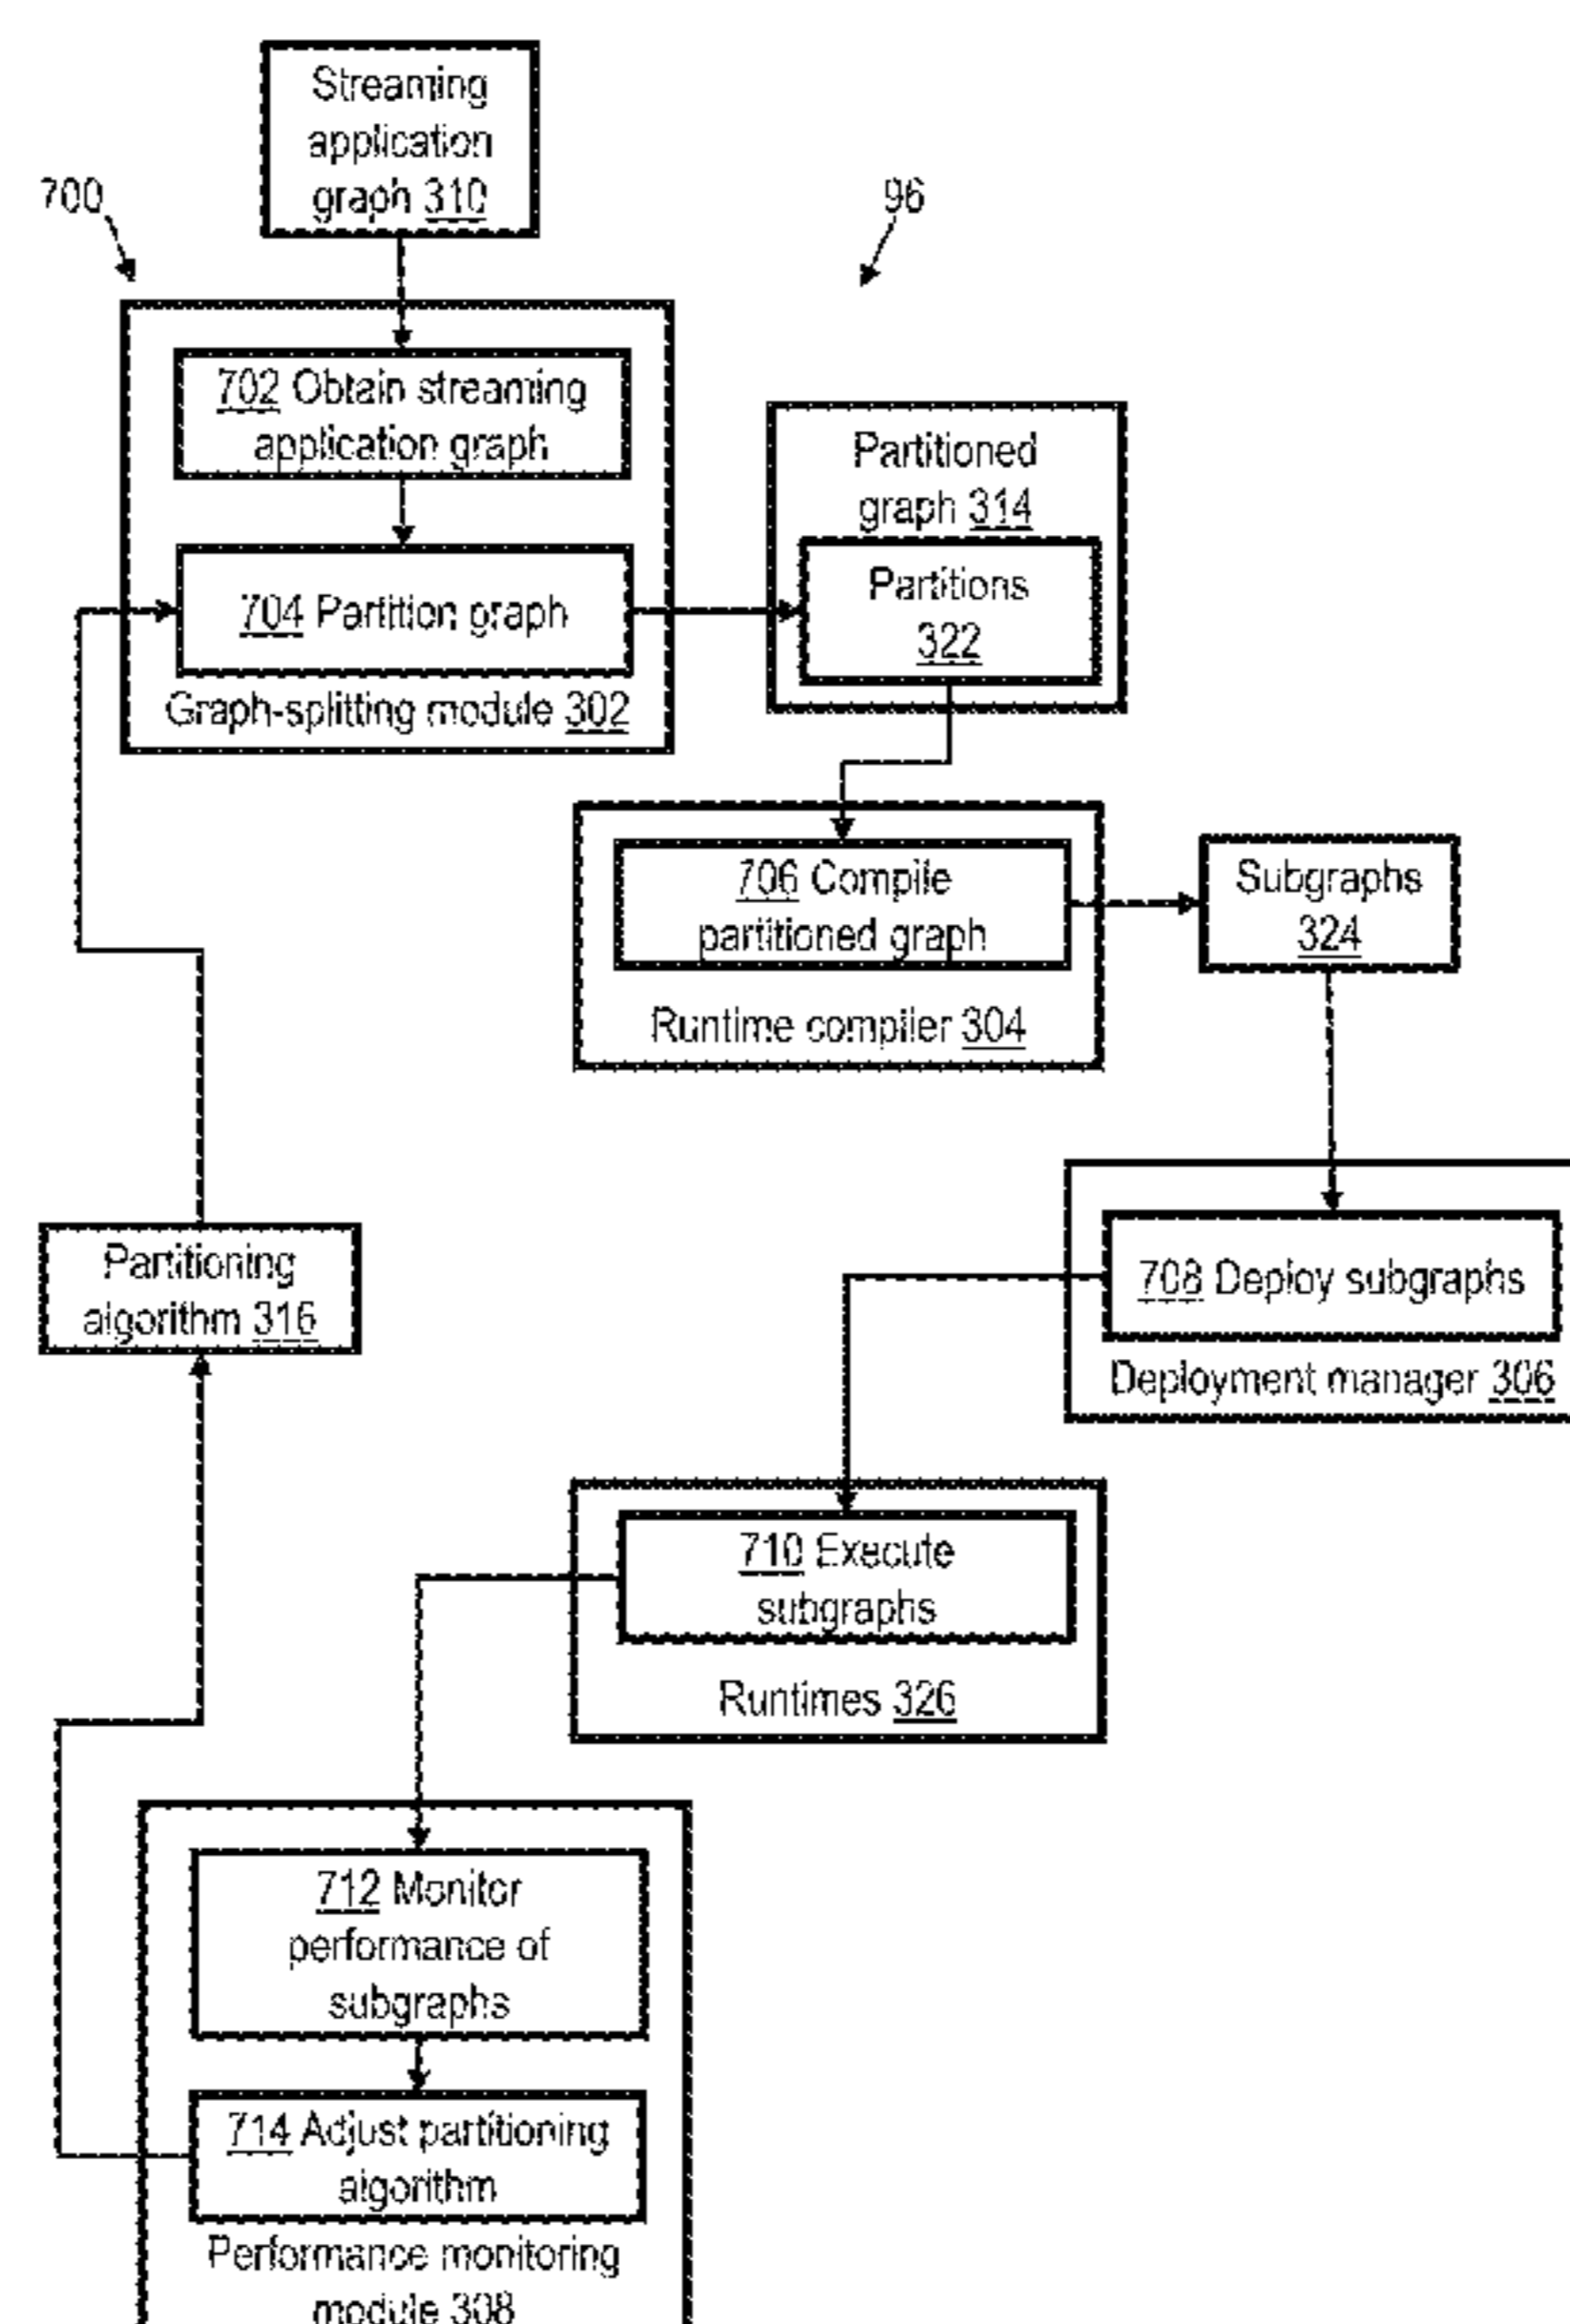 Streaming
application
graph 310
700
96
702 Obtain streaming
application graph
704 Partition graph
Graph-splitting module 302
Partitioned
graph 314
Partitions
322
706 Compile
partitioned graph
Runtime compiler 304
Subgraphs
324
708 Deploy subgraphs
Deployment manager 306
Partitioning
algorithm 316
710 Execute
subgraphs
Runtimes 326
712 Monitor
performance of
subgraphs
714 Adjust partitioning
algorithm
Performance monitoring
module 308